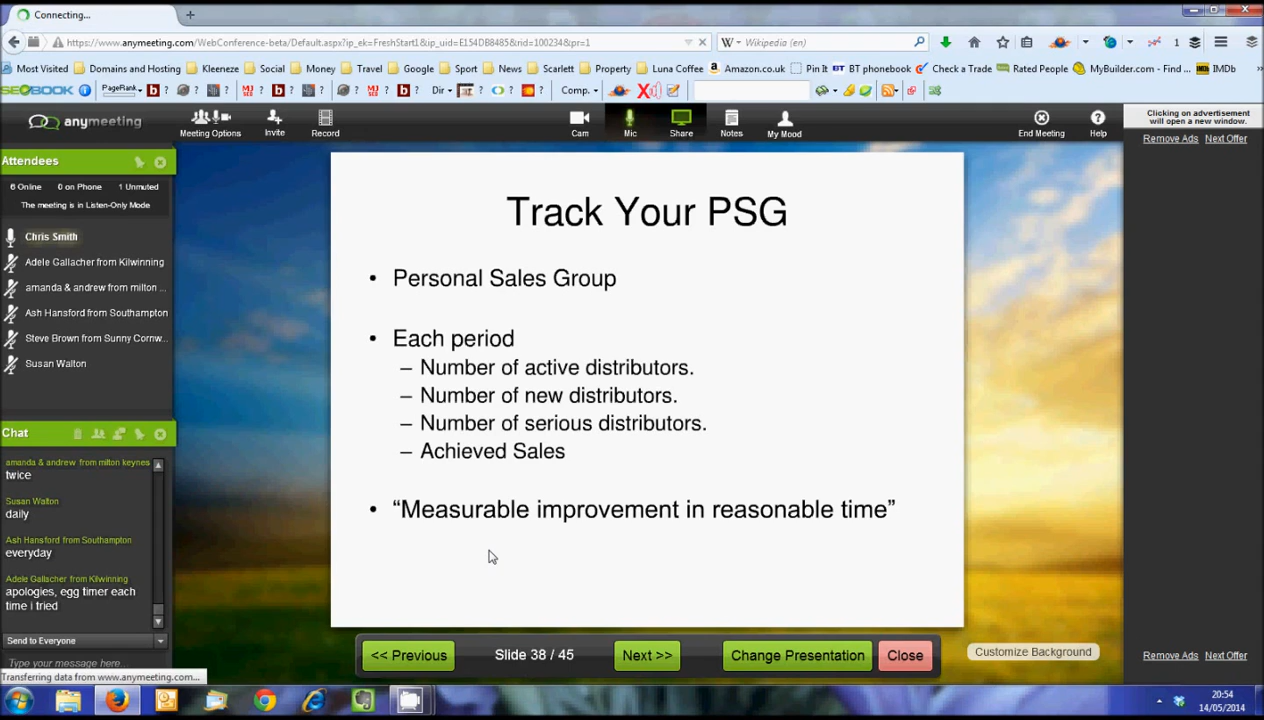 Connecting...
https://www.anymeeting.com/WebConference-beta/Default.aspx?ip_ek=FreshStart1&ip_uid=E154DB8485&rid=100234&pr=1
Wikipedia (en)
1
Most Visited Domains and Hosting Kleeneze Social Money Travel Google Sport News Scarlett Property Luna Coffee Amazon.co.uk Pin It BT phonebook Check a Trade Rated People MyBuilder.com - Find ... IMDb
SEOBOOK PageRank Dir Comp.
anymeeting
Meeting Options
Invite
Record
Cam
Mic
Share
Notes
My Mood
End Meeting
Help
Clicking on advertisement
will open a new window.
Remove Ads Next Offer
Attendees
6 Online 0 on Phone 1 Unmuted
The meeting is in Listen-Only Mode
Chris Smith
Adele Gallacher from Kilwinning
amanda & andrew from milton ...
Ash Hansford from Southampton
Steve Brown from Sunny Cornw...
Susan Walton
Chat
amanda & andrew from milton keynes
twice
Susan Walton
daily
Ash Hansford from Southampton
everyday
Adele Gallacher from Kilwinning
apologies, egg timer each
time i tried
Send to Everyone
Type your message here...
Transferring data from www.anymeeting.com...
Track Your PSG
• Personal Sales Group
• Each period
– Number of active distributors.
– Number of new distributors.
– Number of serious distributors.
– Achieved Sales
• “Measurable improvement in reasonable time”
<< Previous
Slide 38 / 45
Next >>
Change Presentation
Close
Customize Background
Remove Ads Next Offer
20:54
14/05/2014